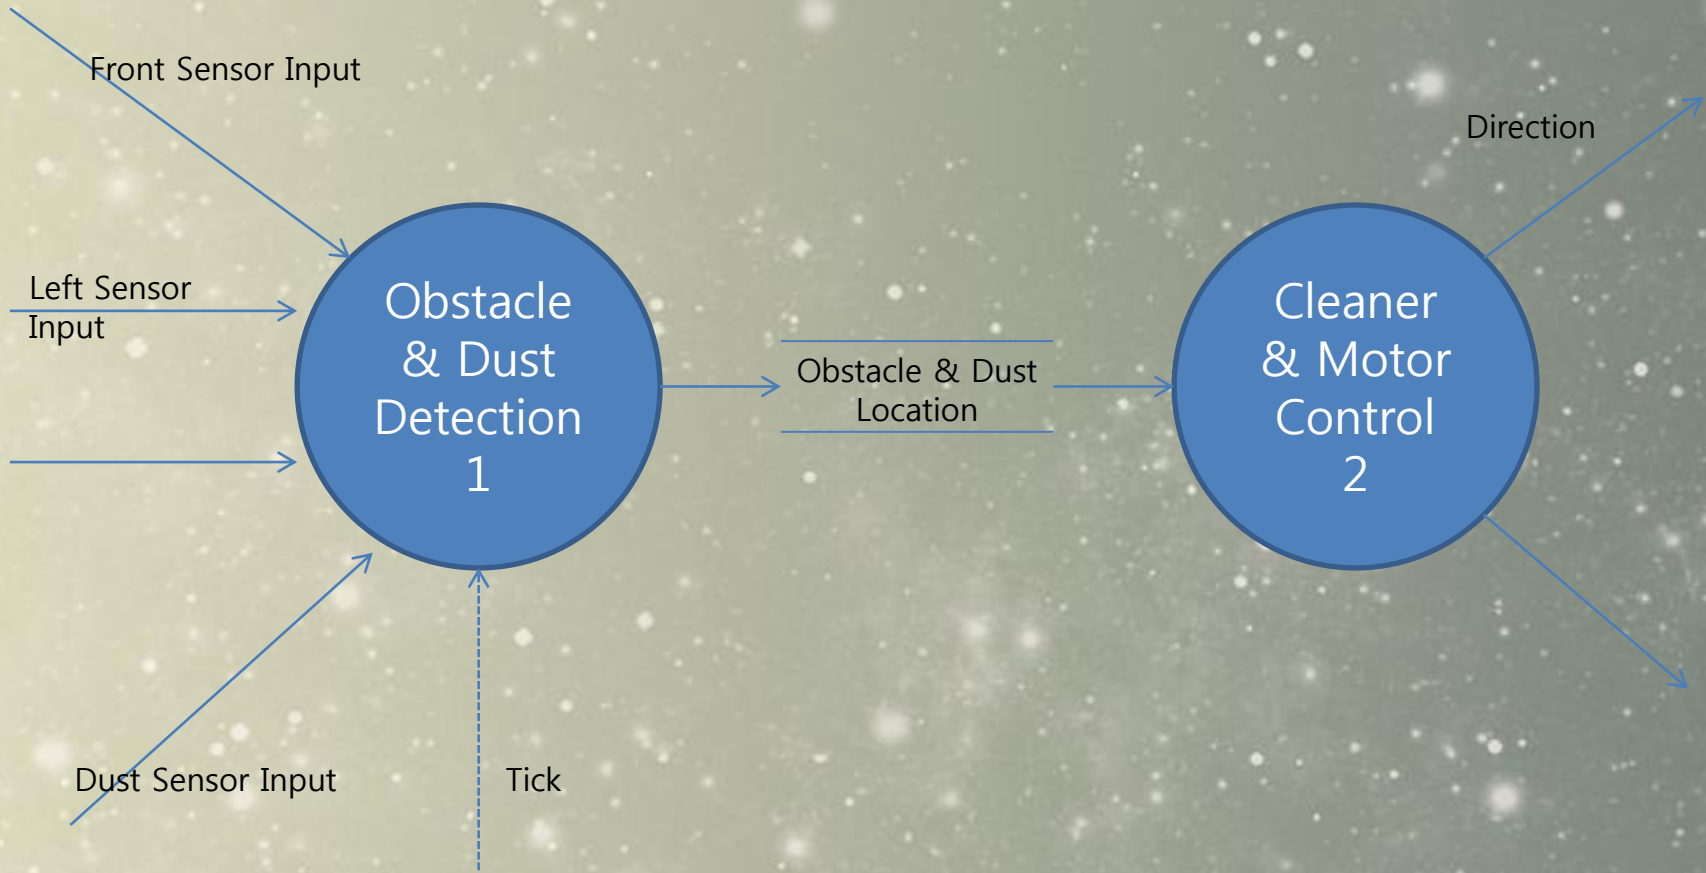 Front Sensor Input
Direction
Left Sensor
Input
Obstacle
& Dust
Detection
1
Obstacle & Dust
Location
Cleaner
& Motor
Control
2
Dust Sensor Input
Tick